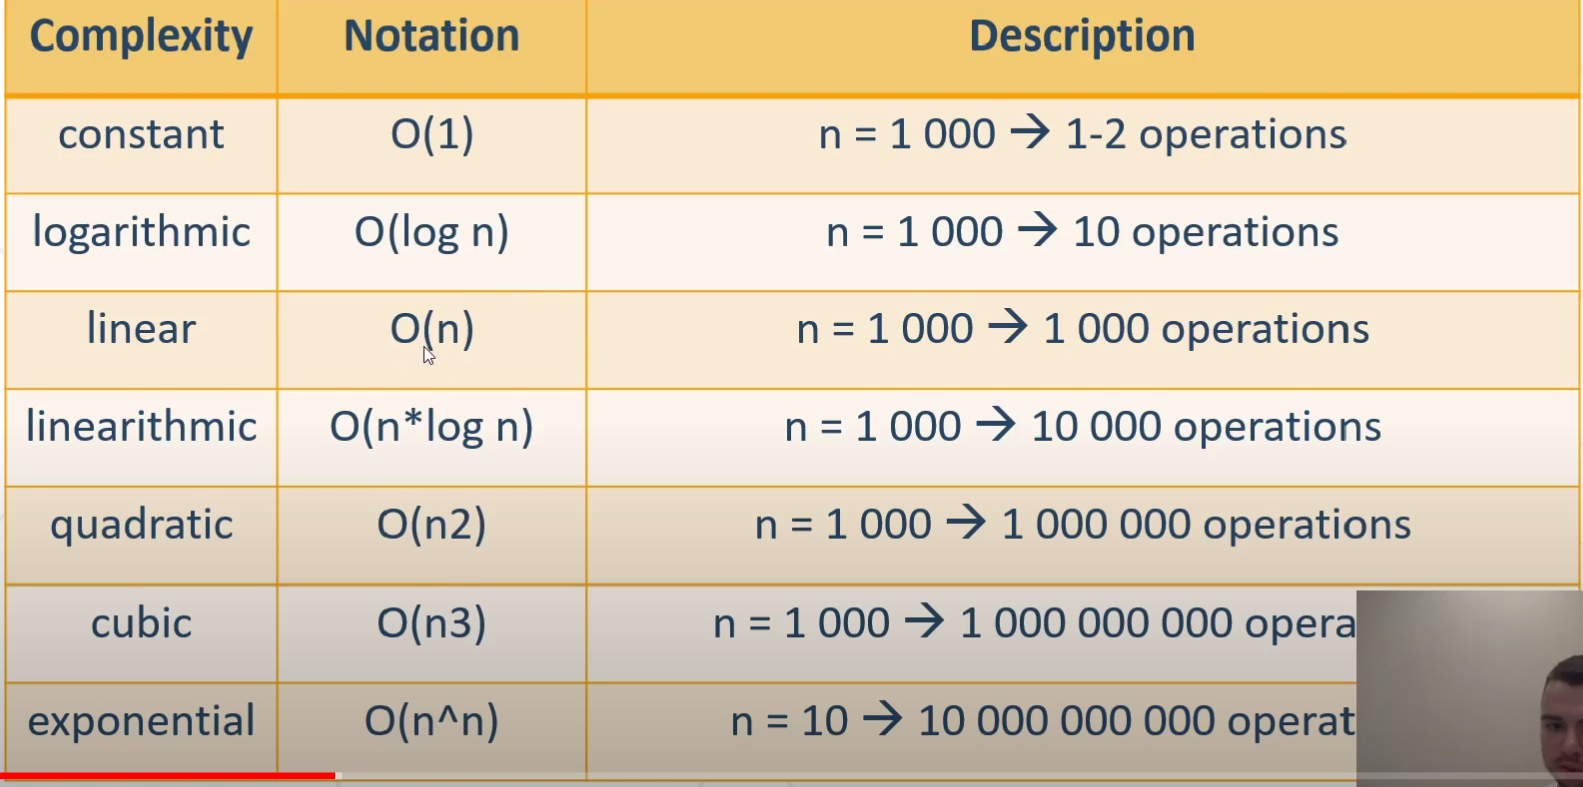 Complexity Notation Description
constant O(1) n = 1 000 → 1-2 operations
logarithmic O(log n) n = 1 000 → 10 operations
linear O(n) n = 1 000 → 1 000 operations
linearithmic O(n*log n) n = 1 000 → 10 000 operations
quadratic O(n2) n = 1 000 → 1 000 000 operations
cubic O(n3) n = 1 000 → 1 000 000 000 opera
exponential O(n^n) n = 10 → 10 000 000 000 operat